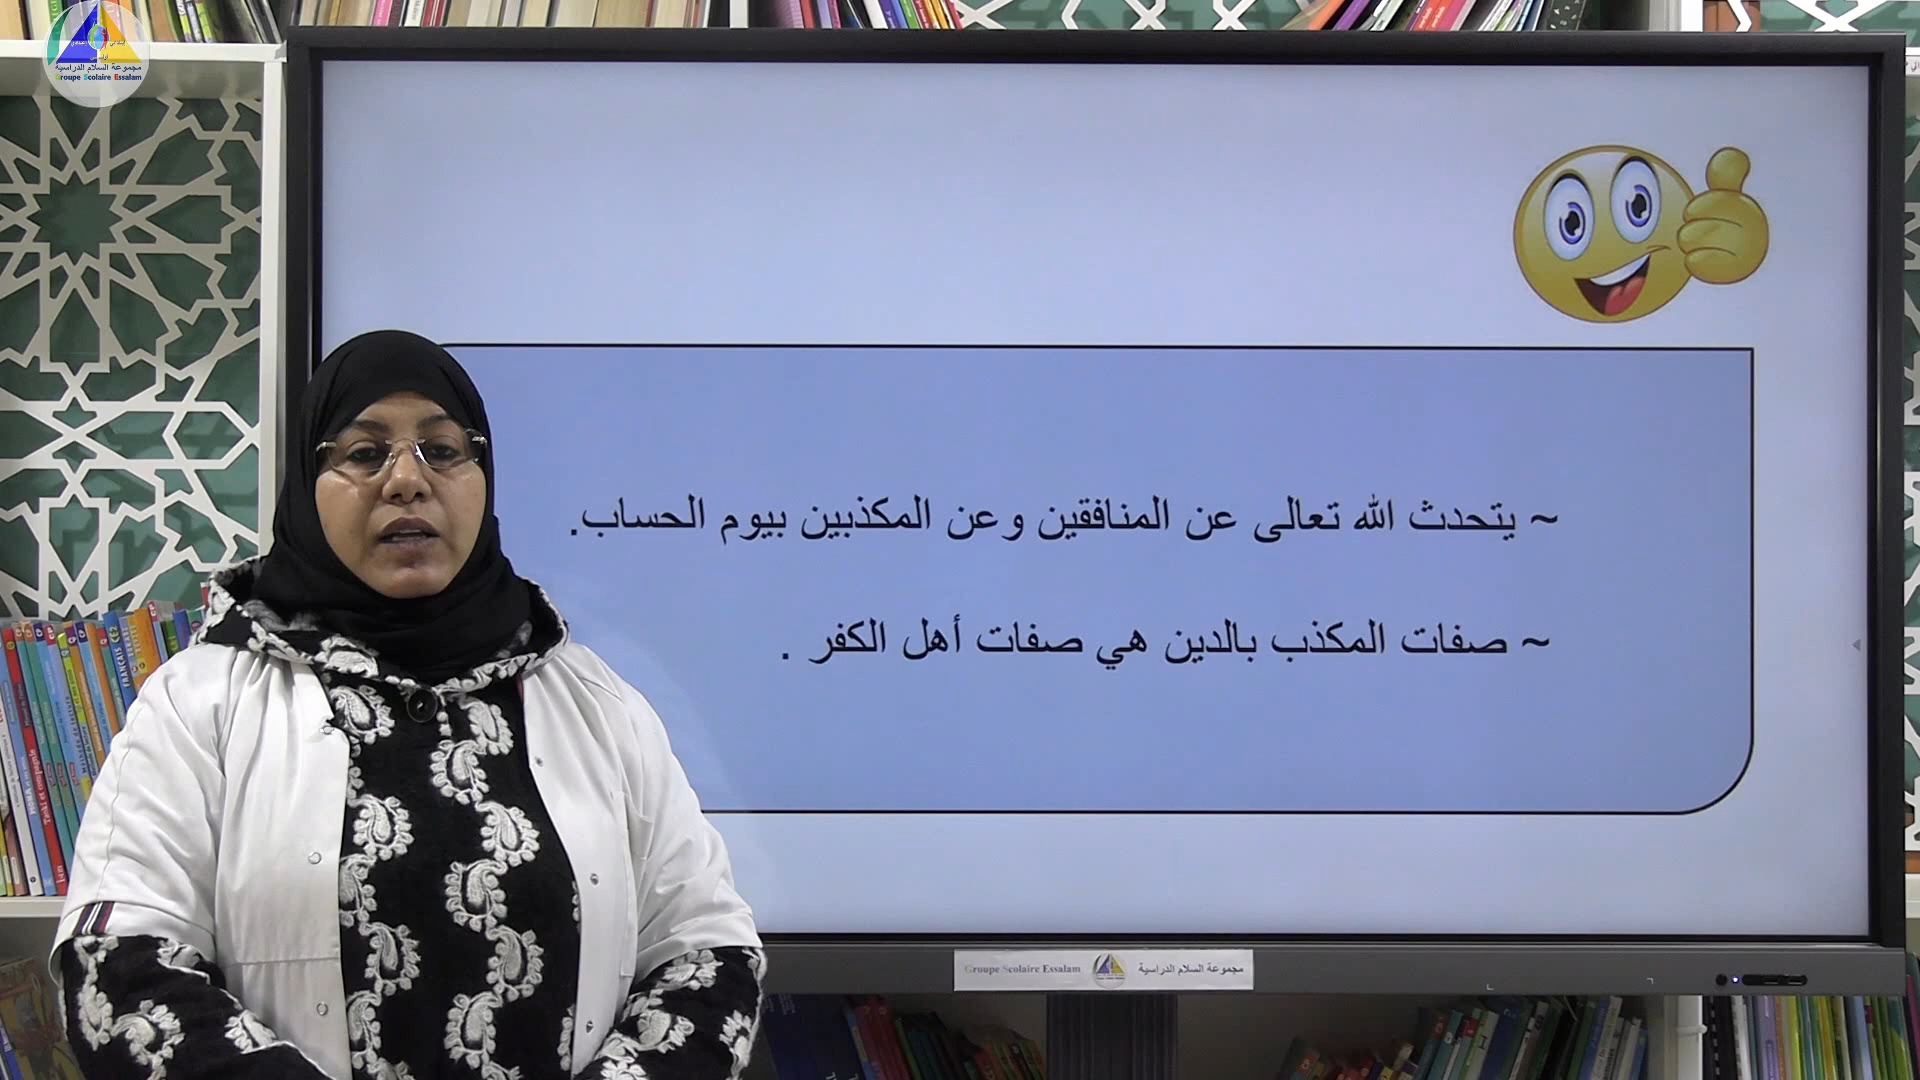 مجموعة السلام الدراسية
Groupe Scolaire Essalam
~ يتحدث الله تعالى عن المنافقين وعن المكذبين بيوم الحساب.
~ صفات المكذب بالدين هي صفات أهل الكفر .
Groupe Scolaire Essalam مجموعة السلام الدراسية